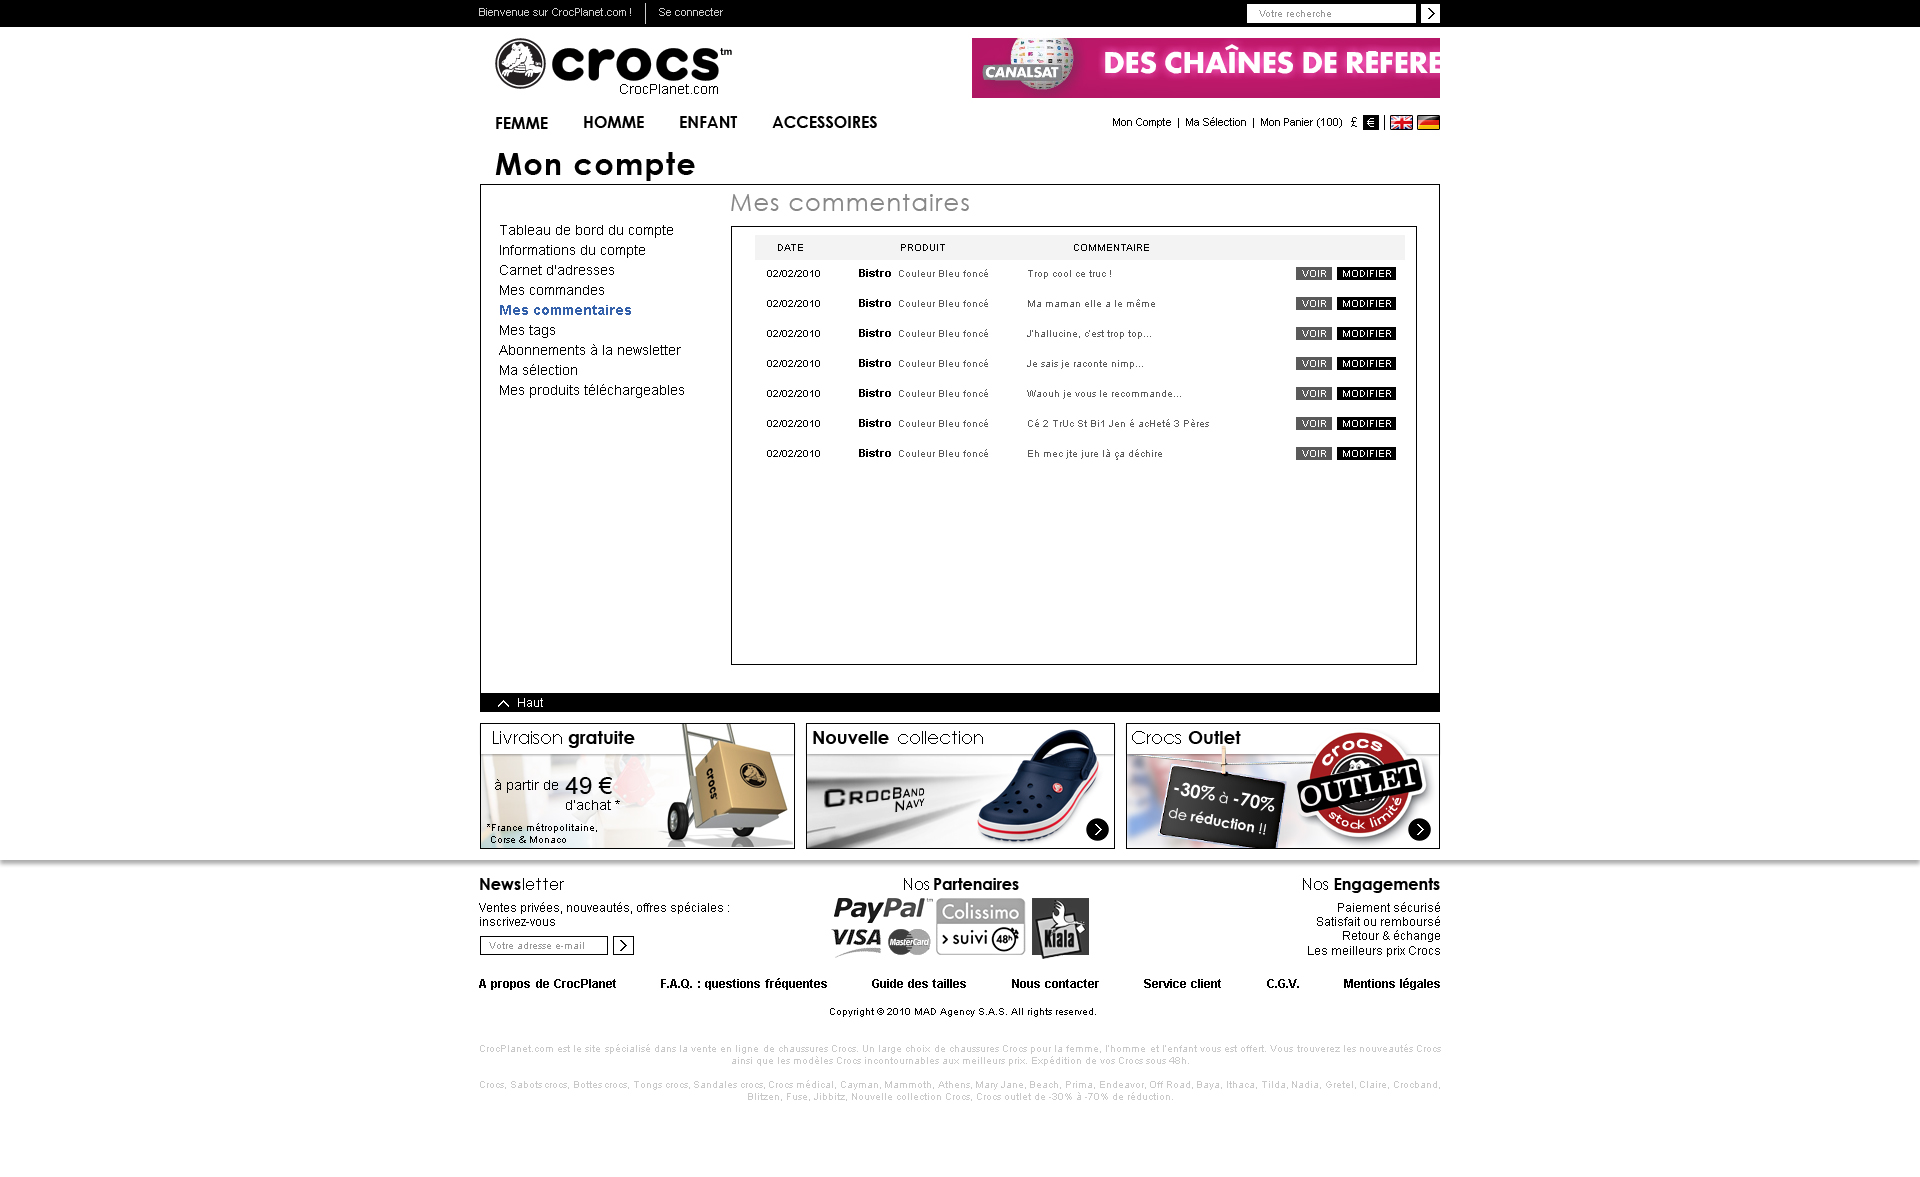 Bienvenue sur CrocPlanet.com ! Se connecter Votre recherche
crocs™
CrocPlanet.com
CANALSAT DES CHAÎNES DE RÉFÉRE
FEMME HOMME ENFANT ACCESSOIRES
Mon Compte | Ma Sélection | Mon Panier (100) £ € |
Mon compte
Mes commentaires
Tableau de bord du compte
Informations du compte
Carnet d'adresses
Mes commandes
Mes commentaires
Mes tags
Abonnements à la newsletter
Ma sélection
Mes produits téléchargeables
DATE PRODUIT COMMENTAIRE
02/02/2010 Bistro Couleur Bleu foncé Trop cool ce truc ! VOIR MODIFIER
02/02/2010 Bistro Couleur Bleu foncé Ma maman elle a le même VOIR MODIFIER
02/02/2010 Bistro Couleur Bleu foncé J'hallucine, c'est trop top... VOIR MODIFIER
02/02/2010 Bistro Couleur Bleu foncé Je sais je raconte nimp... VOIR MODIFIER
02/02/2010 Bistro Couleur Bleu foncé Waouh je vous le recommande... VOIR MODIFIER
02/02/2010 Bistro Couleur Bleu foncé Cé 2 TrUc St Bi1 Jen é acHeté 3 Pères VOIR MODIFIER
02/02/2010 Bistro Couleur Bleu foncé Eh mec jte jure là ça déchire VOIR MODIFIER
Haut
Livraison gratuite
à partir de 49 €
d'achat *
*France métropolitaine,
Corse & Monaco
crocs
Nouvelle collection
CROCBAND
NAVY
Crocs Outlet
-30% à -70%
de réduction !!
crocs
OUTLET
stock limité
Newsletter
Ventes privées, nouveautés, offres spéciales :
inscrivez-vous
Votre adresse e-mail
Nos Partenaires
PayPal™ Colissimo
VISA MasterCard suivi 48h Kiala
Nos Engagements
Paiement sécurisé
Satisfait ou remboursé
Retour & échange
Les meilleurs prix Crocs
A propos de CrocPlanet F.A.Q. : questions fréquentes Guide des tailles Nous contacter Service client C.G.V. Mentions légales
Copyright © 2010 MAD Agency S.A.S. All rights reserved.
CrocPlanet.com est le site spécialisé dans la vente en ligne de chaussures Crocs. Un large choix de chaussures Crocs pour la femme, l'homme et l'enfant vous est offert. Vous trouverez les nouveautés Crocs
ainsi que les modèles Crocs incontournables aux meilleurs prix. Expédition de vos Crocs sous 48h.
Crocs, Sabots crocs, Bottes crocs, Tongs crocs, Sandales crocs, Crocs médical, Cayman, Mammoth, Athens, Mary Jane, Beach, Prima, Endeavor, Off Road, Baya, Ithaca, Tilda, Nadia, Gretel, Claire, Crocband,
Blitzen, Fuse, Jibbitz, Nouvelle collection Crocs, Crocs outlet de -30% à -70% de réduction.